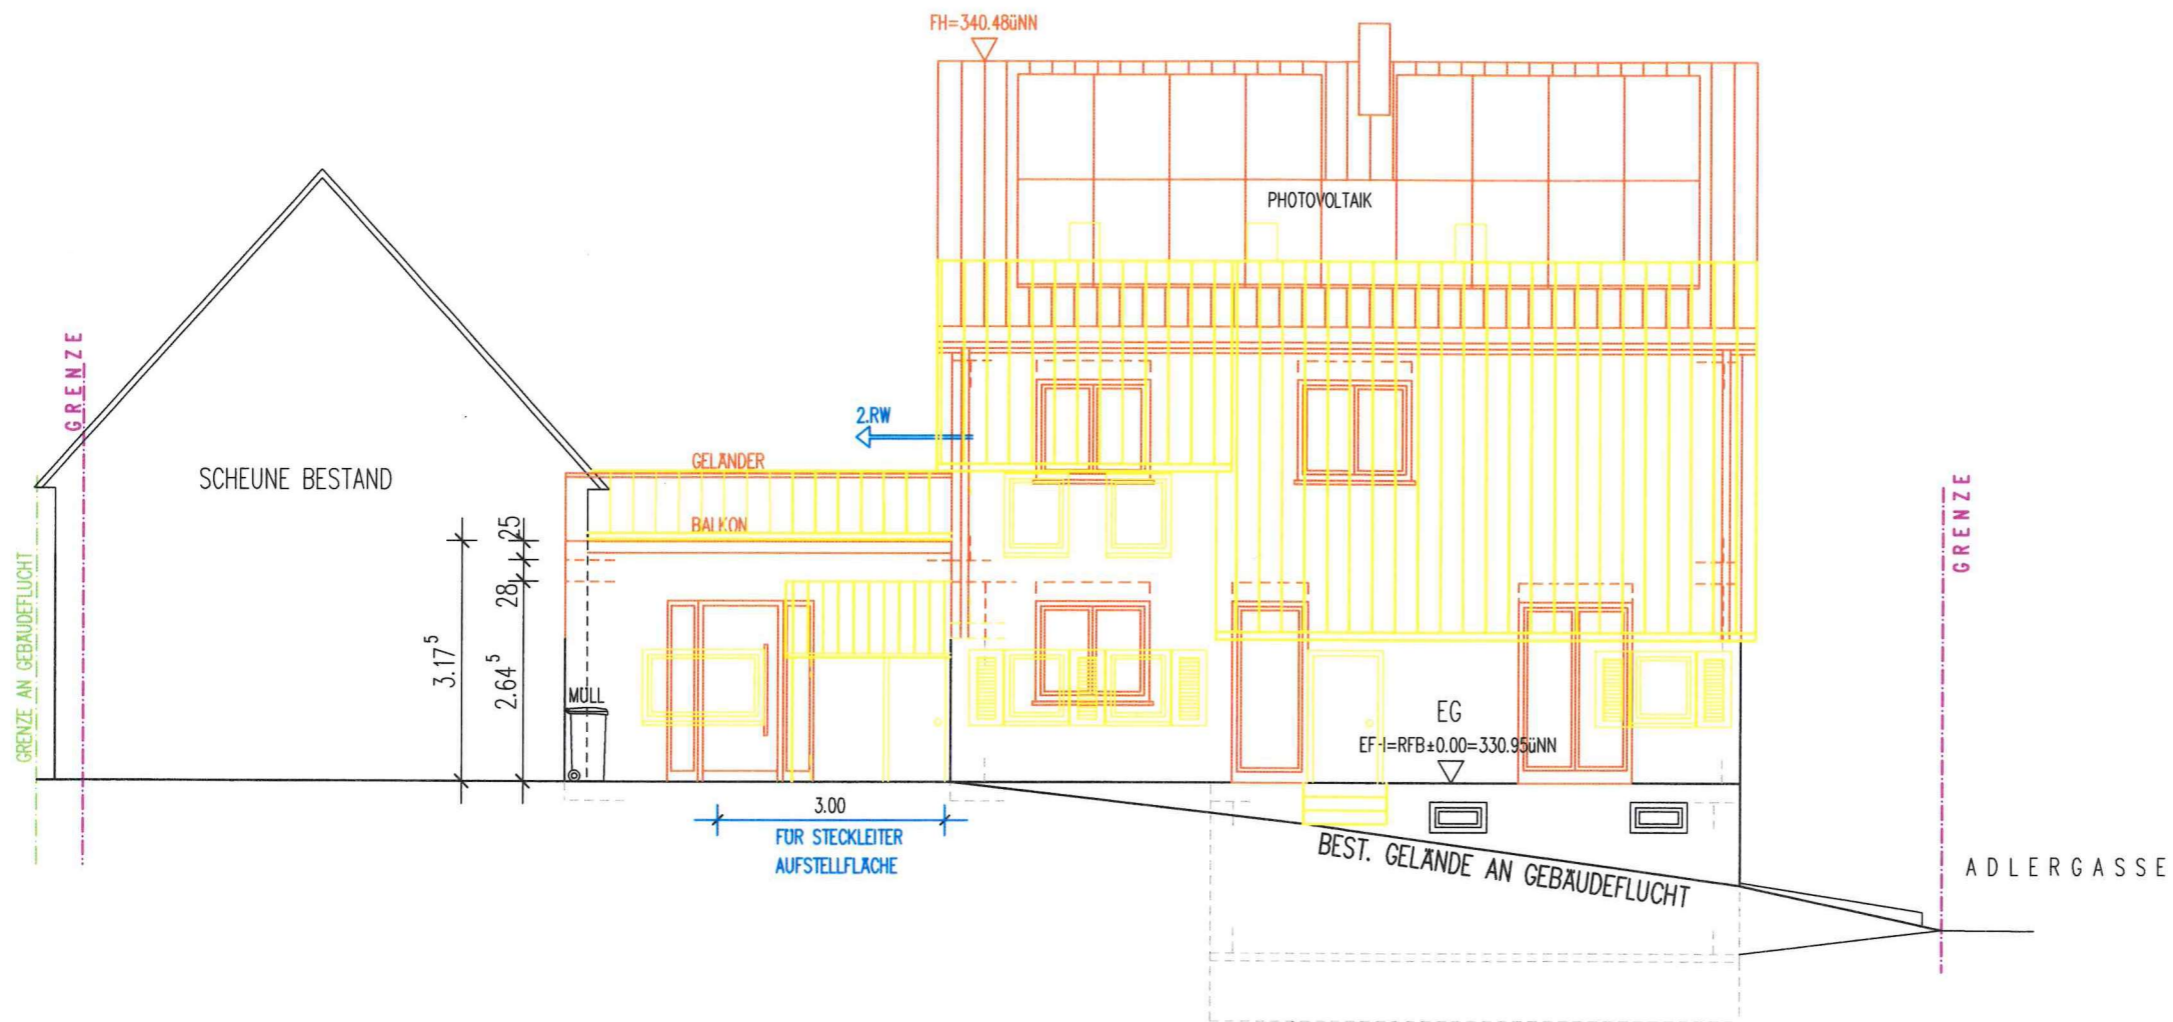 FH=340.48üNN
PHOTOVOLTAIK
GRENZE
2.RW
SCHEUNE BESTAND
GELÄNDER
BALKON
GRENZE
GRENZE AN GEBÄUDEFLUCHT
25
28
3.17⁵
2.64⁵
MÜLL
EG
EFH=RFB±0.00=330.95üNN
3.00
FÜR STECKLEITER
AUFSTELLFLÄCHE
BEST. GELÄNDE AN GEBÄUDEFLUCHT
ADLERGASSE